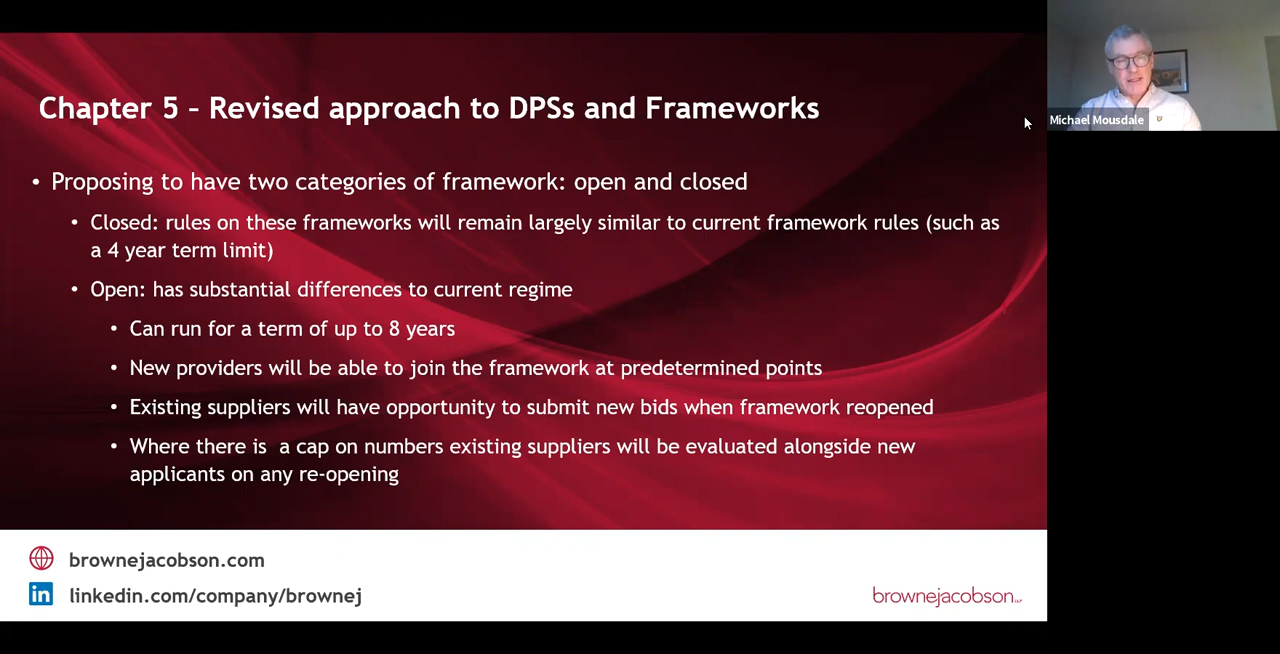 Chapter 5 – Revised approach to DPSs and Frameworks
Michael Mousdale
• Proposing to have two categories of framework: open and closed
• Closed: rules on these frameworks will remain largely similar to current framework rules (such as
a 4 year term limit)
• Open: has substantial differences to current regime
• Can run for a term of up to 8 years
• New providers will be able to join the framework at predetermined points
• Existing suppliers will have opportunity to submit new bids when framework reopened
• Where there is  a cap on numbers existing suppliers will be evaluated alongside new
applicants on any re-opening
brownejacobson.com
in linkedin.com/company/brownej
brownejacobson